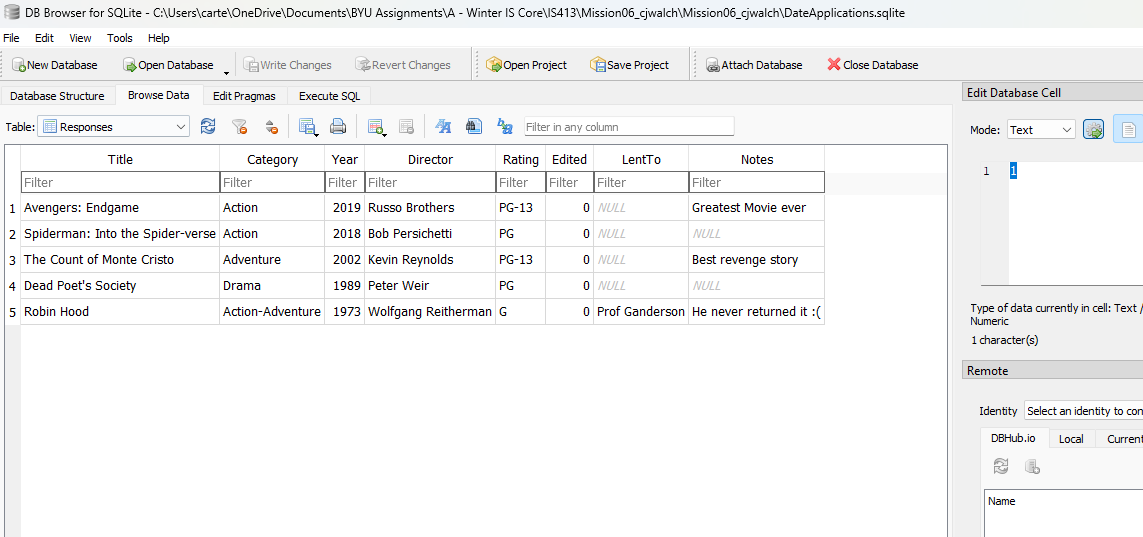 DB Browser for SQLite - C:\Users\carte\OneDrive\Documents\BYU Assignments\A - Winter IS Core\IS413\Mission06_cjwalch\Mission06_cjwalch\DateApplications.sqlite
File Edit View Tools Help
New Database Open Database Write Changes Revert Changes Open Project Save Project Attach Database Close Database
Database Structure Browse Data Edit Pragmas Execute SQL
Edit Database Cell
Table: Responses Filter in any column
Mode: Text
Title Category Year Director Rating Edited LentTo Notes
Filter Filter Filter Filter Filter Filter Filter Filter
1 1
1 Avengers: Endgame Action 2019 Russo Brothers PG-13 0 NULL Greatest Movie ever
2 Spiderman: Into the Spider-verse Action 2018 Bob Persichetti PG 0 NULL NULL
3 The Count of Monte Cristo Adventure 2002 Kevin Reynolds PG-13 0 NULL Best revenge story
4 Dead Poet's Society Drama 1989 Peter Weir PG 0 NULL NULL
5 Robin Hood Action-Adventure 1973 Wolfgang Reitherman G 0 Prof Ganderson He never returned it :(
Type of data currently in cell: Text /
Numeric
1 character(s)
Remote
Identity Select an identity to con
DBHub.io Local Current
Name